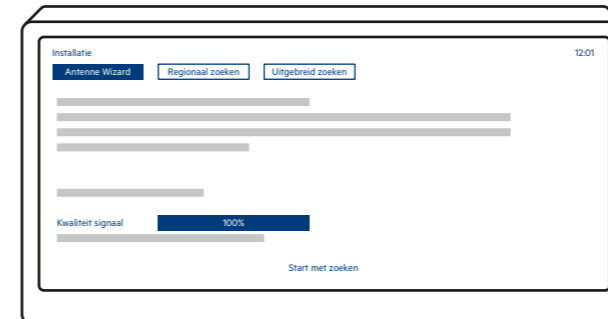 Installatie 12:01
Antenne Wizard Regionaal zoeken Uitgebreid zoeken
Kwaliteit signaal 100%
Start met zoeken